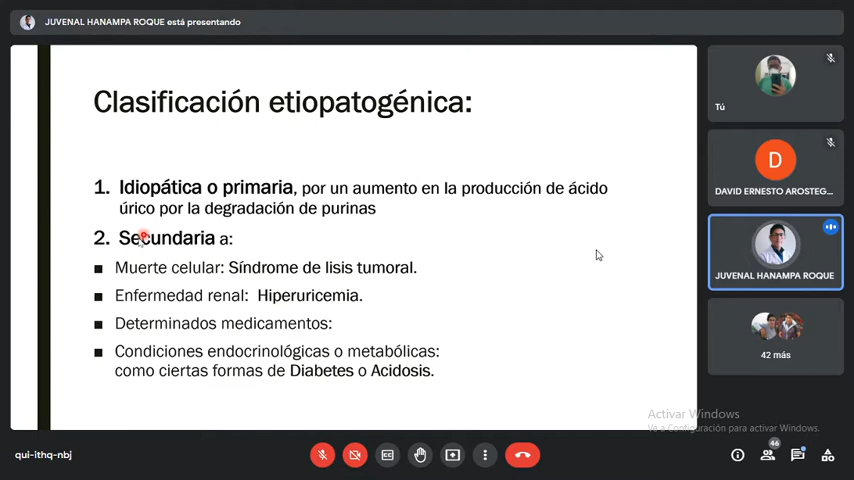 JUVENAL HANAMPA ROQUE está presentando
Clasificación etiopatogénica:
1. Idiopática o primaria, por un aumento en la producción de ácido
úrico por la degradación de purinas
2. Secundaria a:
■ Muerte celular: Síndrome de lisis tumoral.
■ Enfermedad renal: Hiperuricemia.
■ Determinados medicamentos:
■ Condiciones endocrinológicas o metabólicas:
como ciertas formas de Diabetes o Acidosis.
Tú
D
DAVID ERNESTO AROSTEG...
JUVENAL HANAMPA ROQUE
42 más
Activar Windows
Ve a Configuración para activar Windows.
qui-ithq-nbj
CC
46